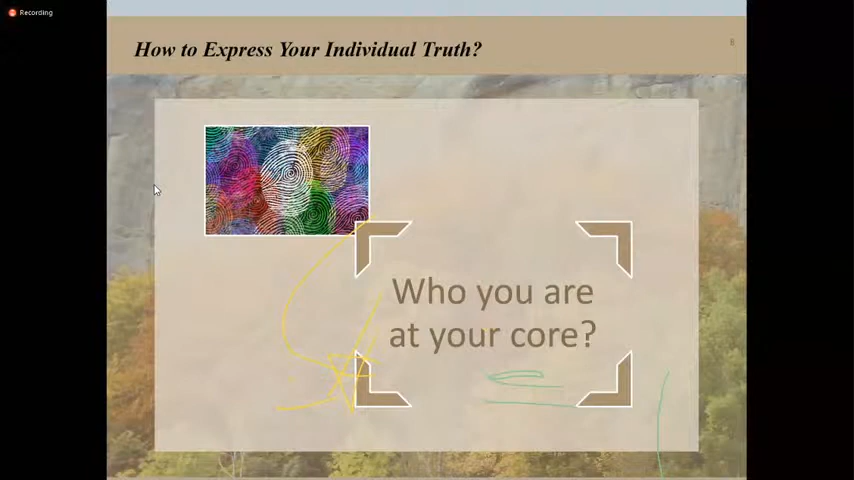 Recording
How to Express Your Individual Truth?
8
Who you are
at your core?